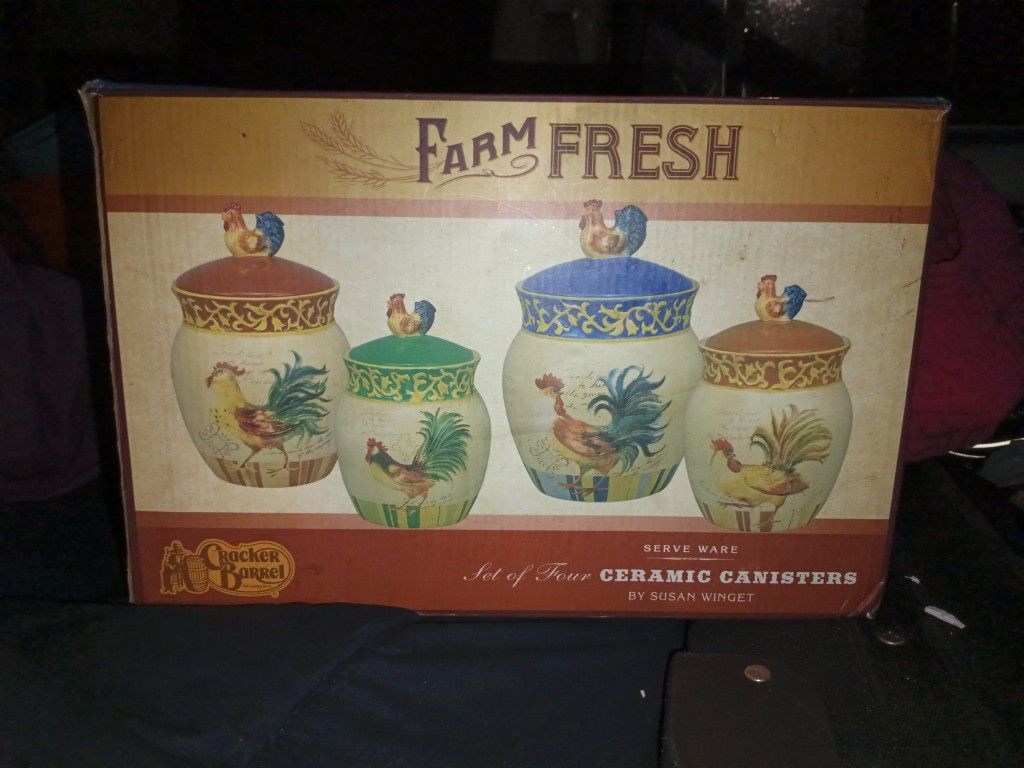 FARM FRESH
CRACKER BARREL
SERVE WARE
Set of Four CERAMIC CANISTERS
BY SUSAN WINGET